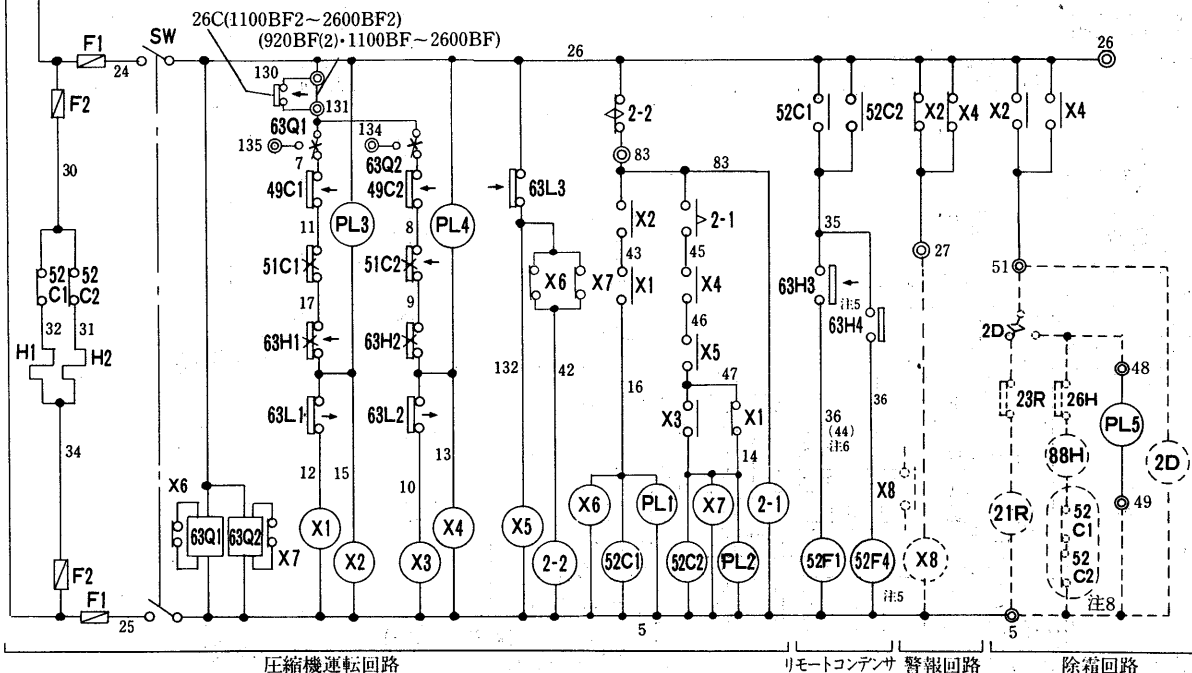 26C(1100BF2~2600BF2)
(920BF(2)·1100BF~2600BF)
F1
SW
24
26
26
130
131
F2
63Q1
134
135
7
63Q2
2-2
52C1
52C2
X2
X4
X2
X4
83
83
30
49C1
49C2
63L3
X2
2-1
PL3
PL4
11
8
35
27
43
45
51C1
51C2
X6
X7
X1
X4
63H3
注5
63H4
51
52
C1
52
C2
17
9
46
2D
32
31
63H1
63H2
X5
48
H1
H2
132
42
16
47
36
(44)
注6
36
23R
26H
PL5
63L1
63L2
X3
X1
88H
2D
34
12
15
10
13
14
X8
49
X6
63Q1
63Q2
X7
X1
X4
X5
X6
PL1
X7
2-1
21R
52
C1
52
C2
X2
X3
2-2
52C1
52C2
PL2
52F1
52F4
X8
F2
F1
注5
注8
25
5
5
圧縮機運転回路
リモートコンデンサ
警報回路
除霜回路